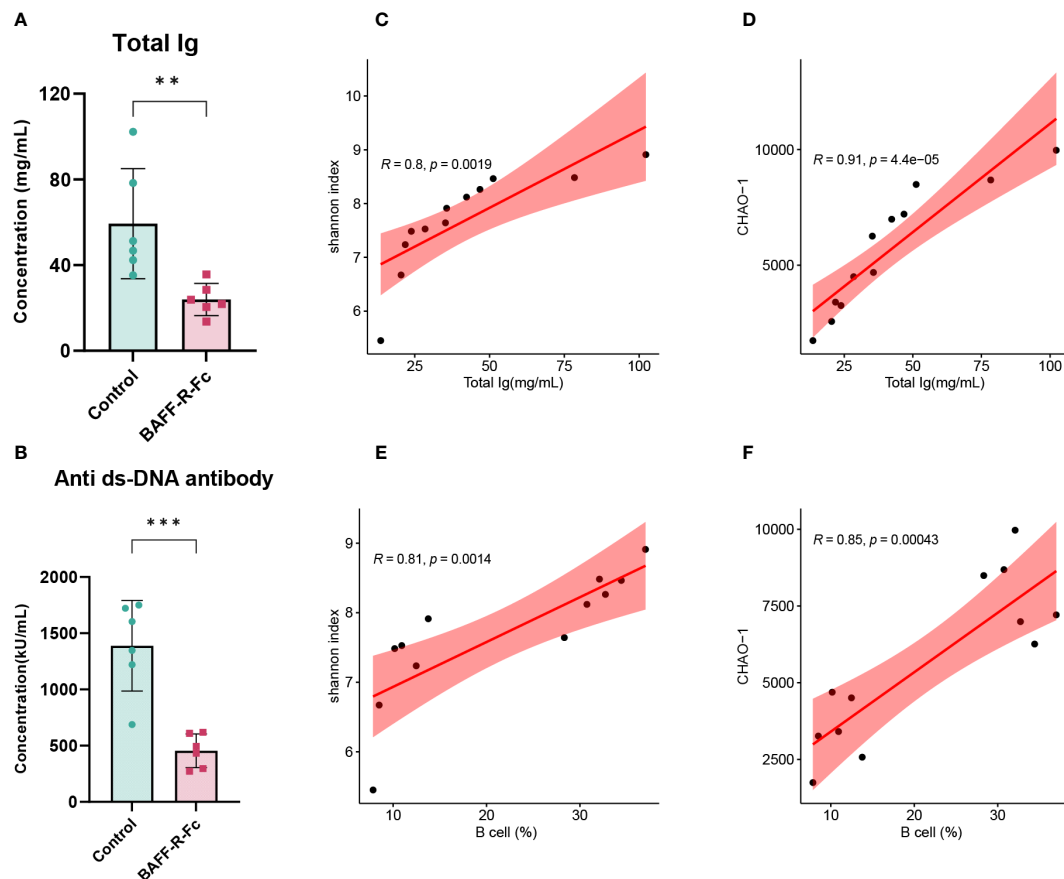 A
Total Ig
**
Concentration (mg/mL)
120
80
40
0
Control
BAFF-R-Fc
B
Anti ds-DNA antibody
***
Concentration(kU/mL)
2000
1500
1000
500
0
Control
BAFF-R-Fc
C
R = 0.8, p = 0.0019
shannon index
10
9
8
7
6
25
50
75
100
Total Ig(mg/mL)
D
R = 0.91, p = 4.4e−05
CHAO−1
10000
5000
25
50
75
100
Total Ig(mg/mL)
E
R = 0.81, p = 0.0014
shannon index
9
8
7
6
10
20
30
B cell (%)
F
R = 0.85, p = 0.00043
CHAO−1
10000
7500
5000
2500
10
20
30
B cell (%)